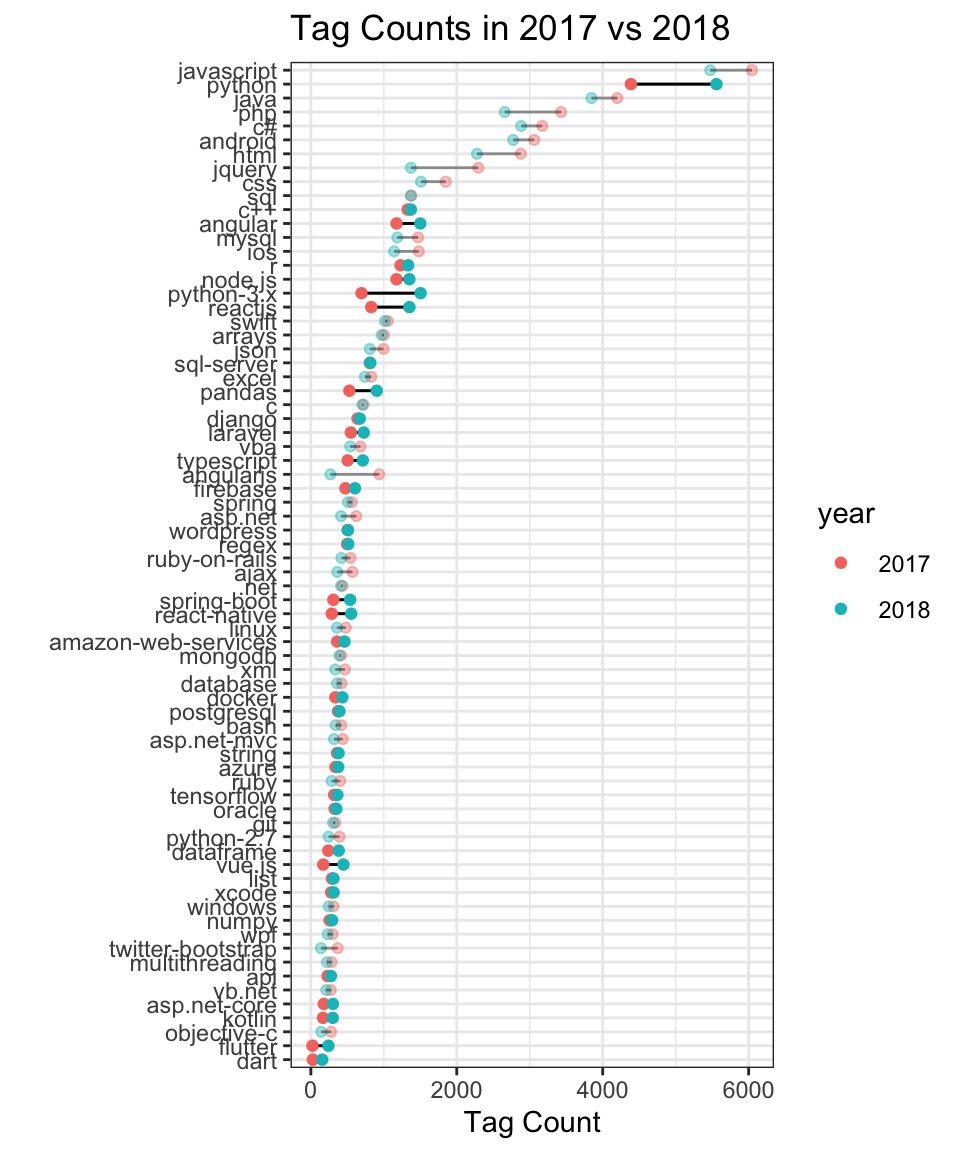 Tag Counts in 2017 vs 2018
javascript
python
java
php
c#
android
html
jquery
css
sql
c++
angular
mysql
ios
r
node.js
python-3.x
reactjs
swift
arrays
json
sql-server
excel
pandas
c
django
laravel
vba
typescript
angularjs
firebase
spring
asp.net
wordpress
regex
ruby-on-rails
ajax
.net
spring-boot
react-native
linux
amazon-web-services
mongodb
xml
database
docker
postgresql
bash
asp.net-mvc
string
azure
ruby
tensorflow
oracle
git
python-2.7
dataframe
vue.js
list
xcode
windows
numpy
wpf
twitter-bootstrap
multithreading
api
vb.net
asp.net-core
kotlin
objective-c
flutter
dart
0 2000 4000 6000
Tag Count
year
2017
2018